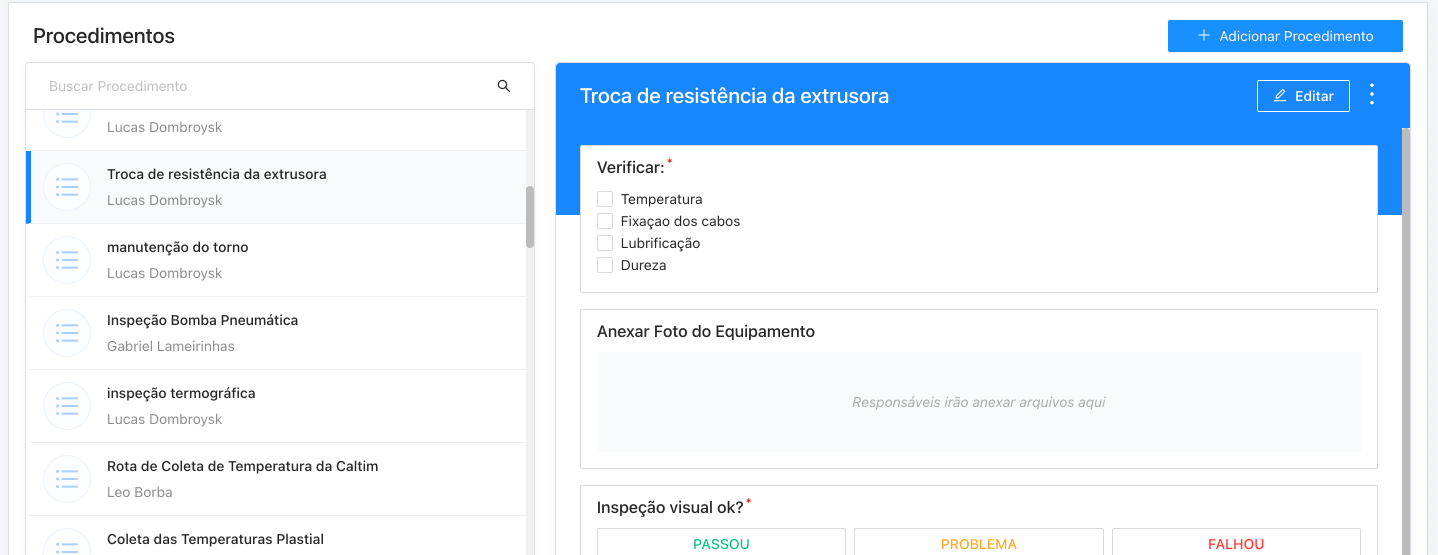 Procedimentos
+ Adicionar Procedimento
Buscar Procedimento
Lucas Dombroysk
Troca de resistência da extrusora
Lucas Dombroysk
manutenção do torno
Lucas Dombroysk
Inspeção Bomba Pneumática
Gabriel Lameirinhas
inspeção termográfica
Lucas Dombroysk
Rota de Coleta de Temperatura da Caltim
Leo Borba
Coleta das Temperaturas Plastial
Troca de resistência da extrusora
Editar
Verificar:*
Temperatura
Fixaçao dos cabos
Lubrificação
Dureza
Anexar Foto do Equipamento
Responsáveis irão anexar arquivos aqui
Inspeção visual ok?*
PASSOU PROBLEMA FALHOU